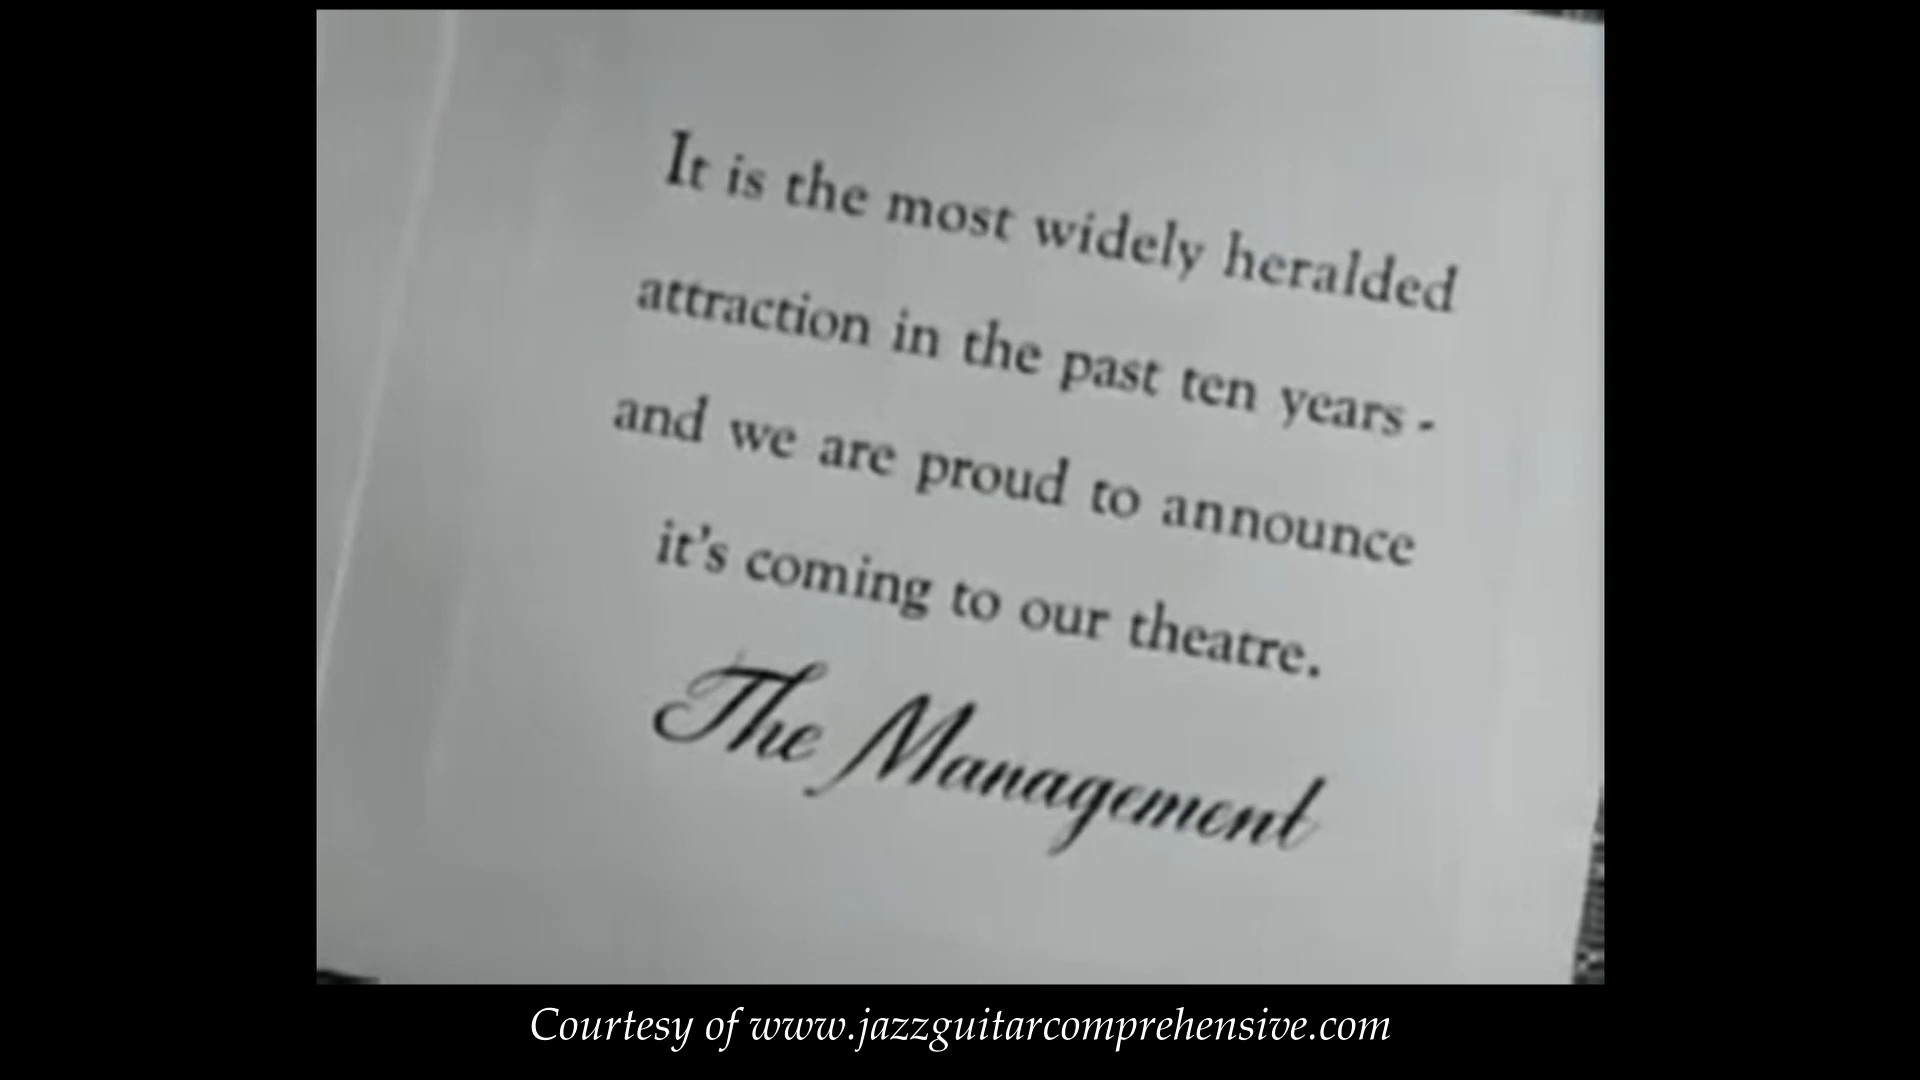 It is the most widely heralded
attraction in the past ten years -
and we are proud to announce
it's coming to our theatre.
The Management
Courtesy of www.jazzguitarcomprehensive.com